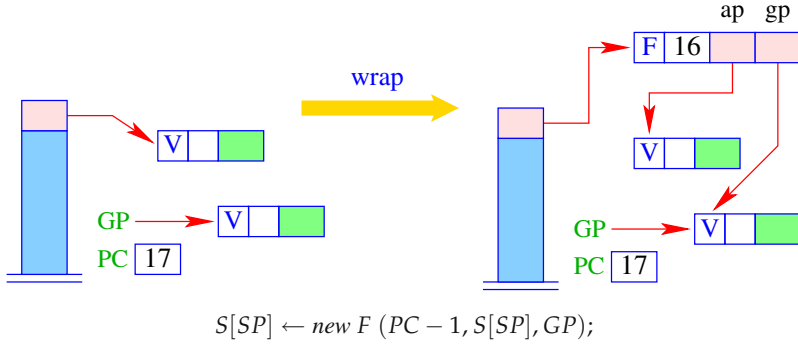 ap gp
F 16
wrap
V
V
GP V
PC 17
GP V
PC 17
S[SP] ← new F (PC − 1, S[SP], GP);